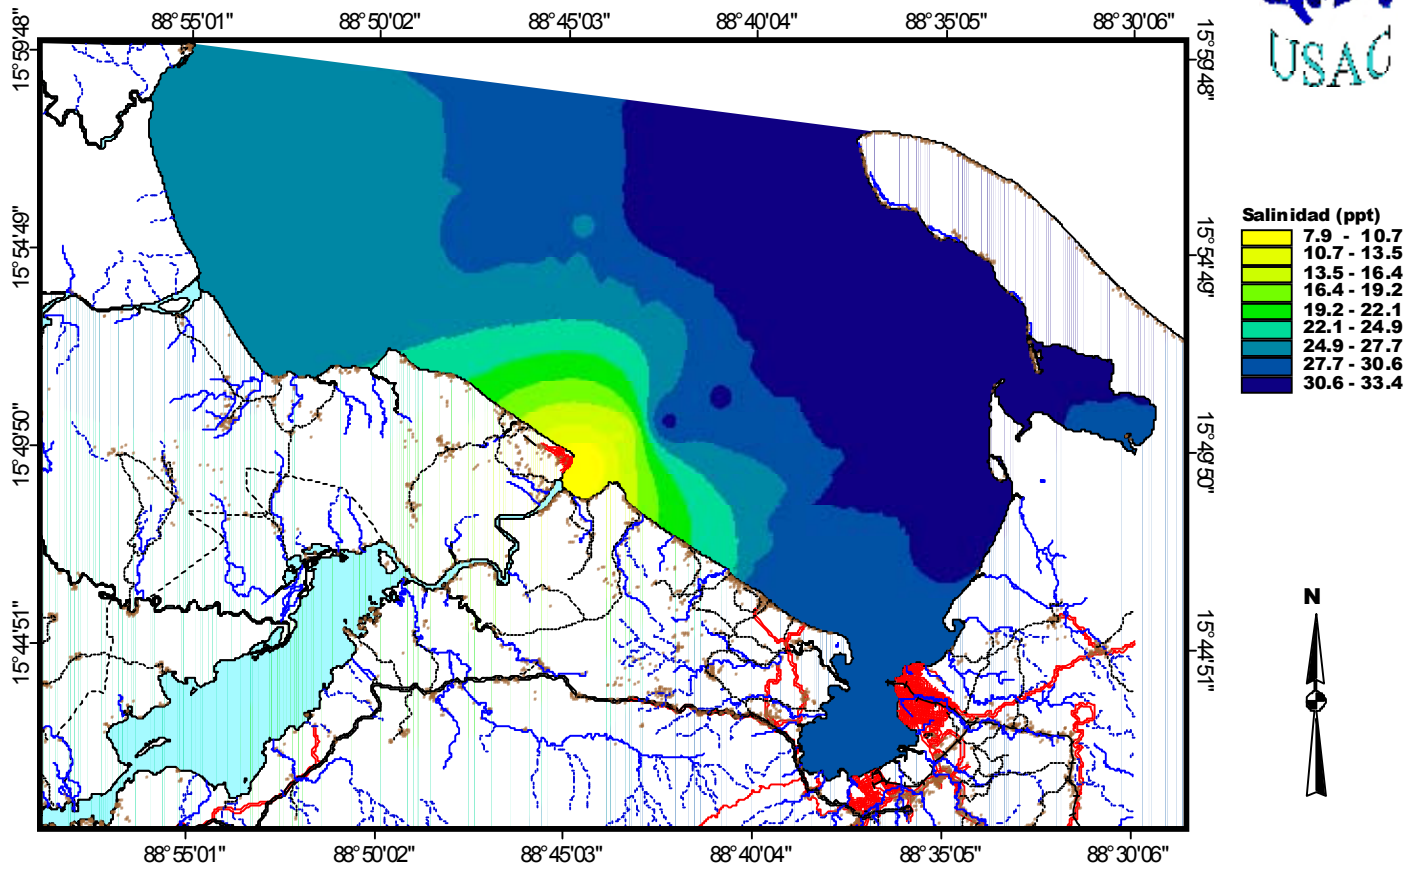 88°55'01" 88°50'02" 88°45'03" 88°40'04" 88°35'05" 88°30'06"
15°59'48"
15°54'49"
15°49'50"
15°44'51"
15°59'48"
15°54'49"
15°49'50"
15°44'51"
USAC
Salinidad (ppt)
7.9 - 10.7
10.7 - 13.5
13.5 - 16.4
16.4 - 19.2
19.2 - 22.1
22.1 - 24.9
24.9 - 27.7
27.7 - 30.6
30.6 - 33.4
N
88°55'01" 88°50'02" 88°45'03" 88°40'04" 88°35'05" 88°30'06"